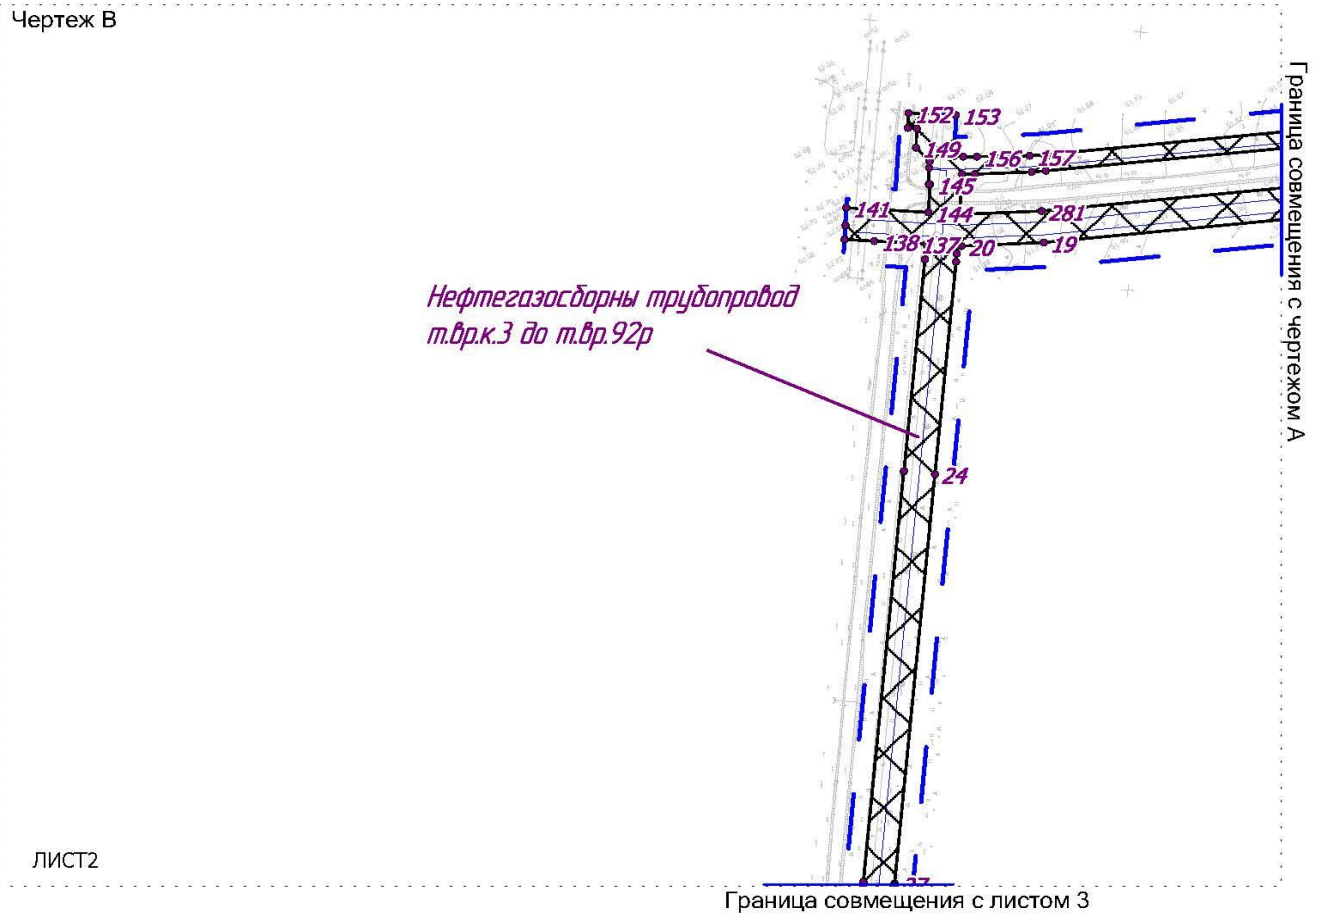 Чертеж В
152
153
149
156
157
145
141
144
281
138
137
20
19
Нефтегазосборны трубопровод
т.вр.к.3 до т.вр.92р
24
Граница совмещения с чертежом А
ЛИСТ2
Граница совмещения с листом 3